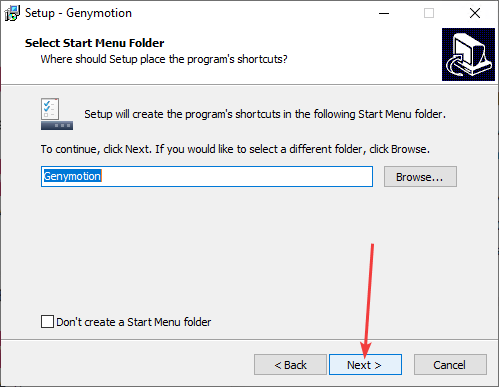 Setup - Genymotion
Select Start Menu Folder
Where should Setup place the program's shortcuts?
Setup will create the program's shortcuts in the following Start Menu folder.
To continue, click Next. If you would like to select a different folder, click Browse.
Genymotion
Browse...
Don't create a Start Menu folder
< Back
Next >
Cancel